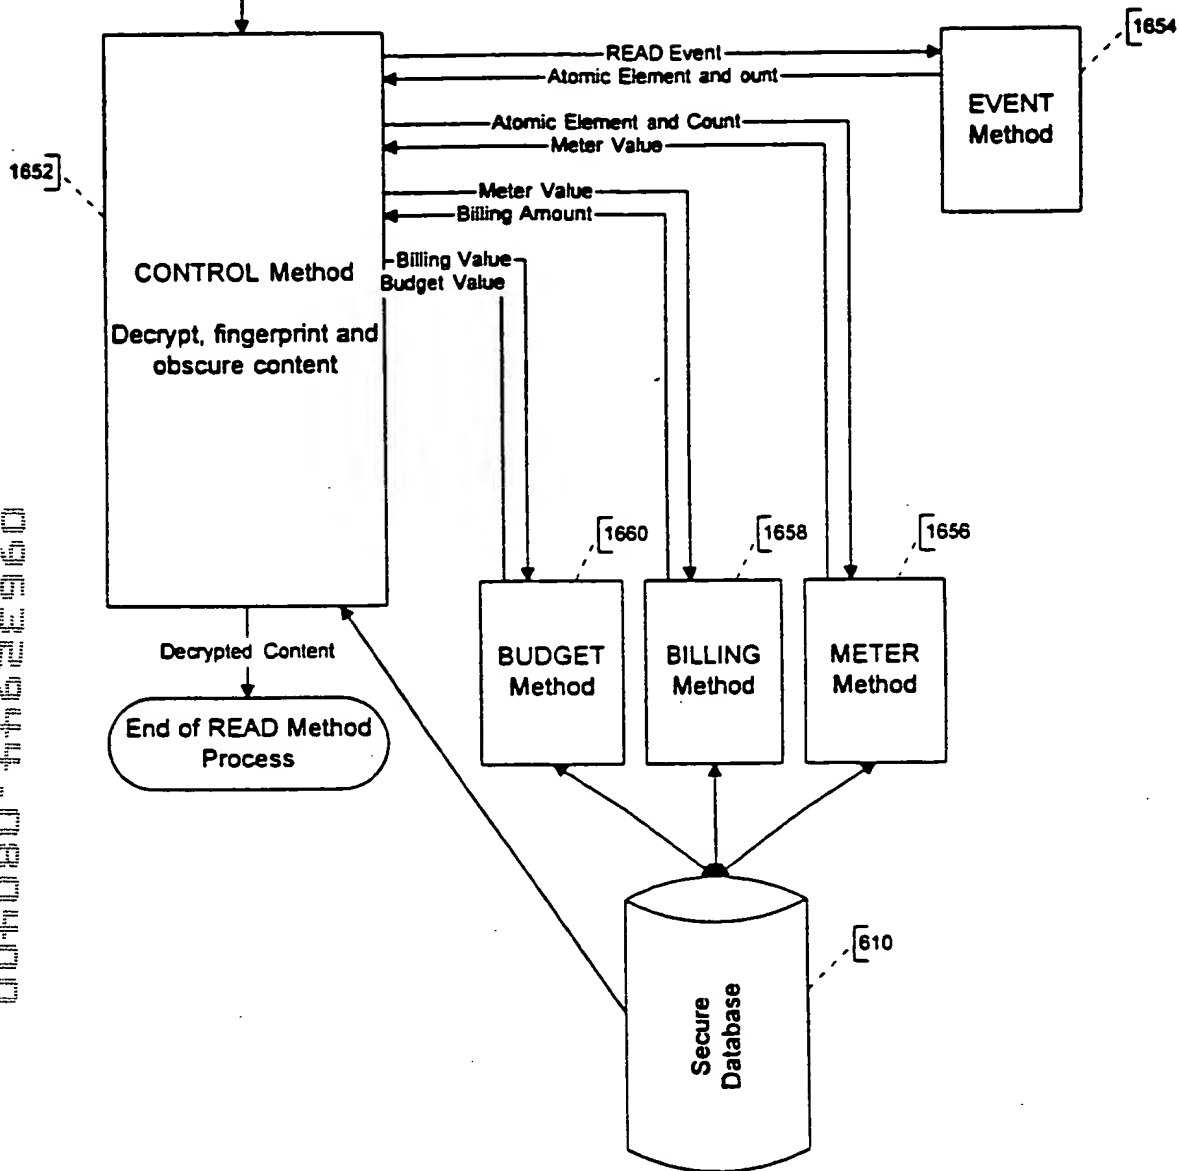 READ Event
1654
Atomic Element and ount
EVENT
Method
Atomic Element and Count
Meter Value
1652
Meter Value
Billing Amount
Billing Value
Budget Value
CONTROL Method
Decrypt, fingerprint and
obscure content
1660
1658
1656
Decrypted Content
BUDGET
Method
BILLING
Method
METER
Method
End of READ Method
Process
610
Secure
Database